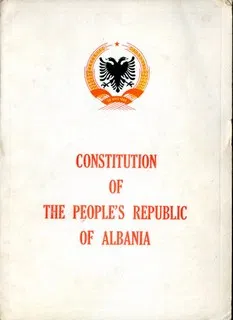 CONSTITUTION
OF
THE PEOPLE'S REPUBLIC
OF ALBANIA